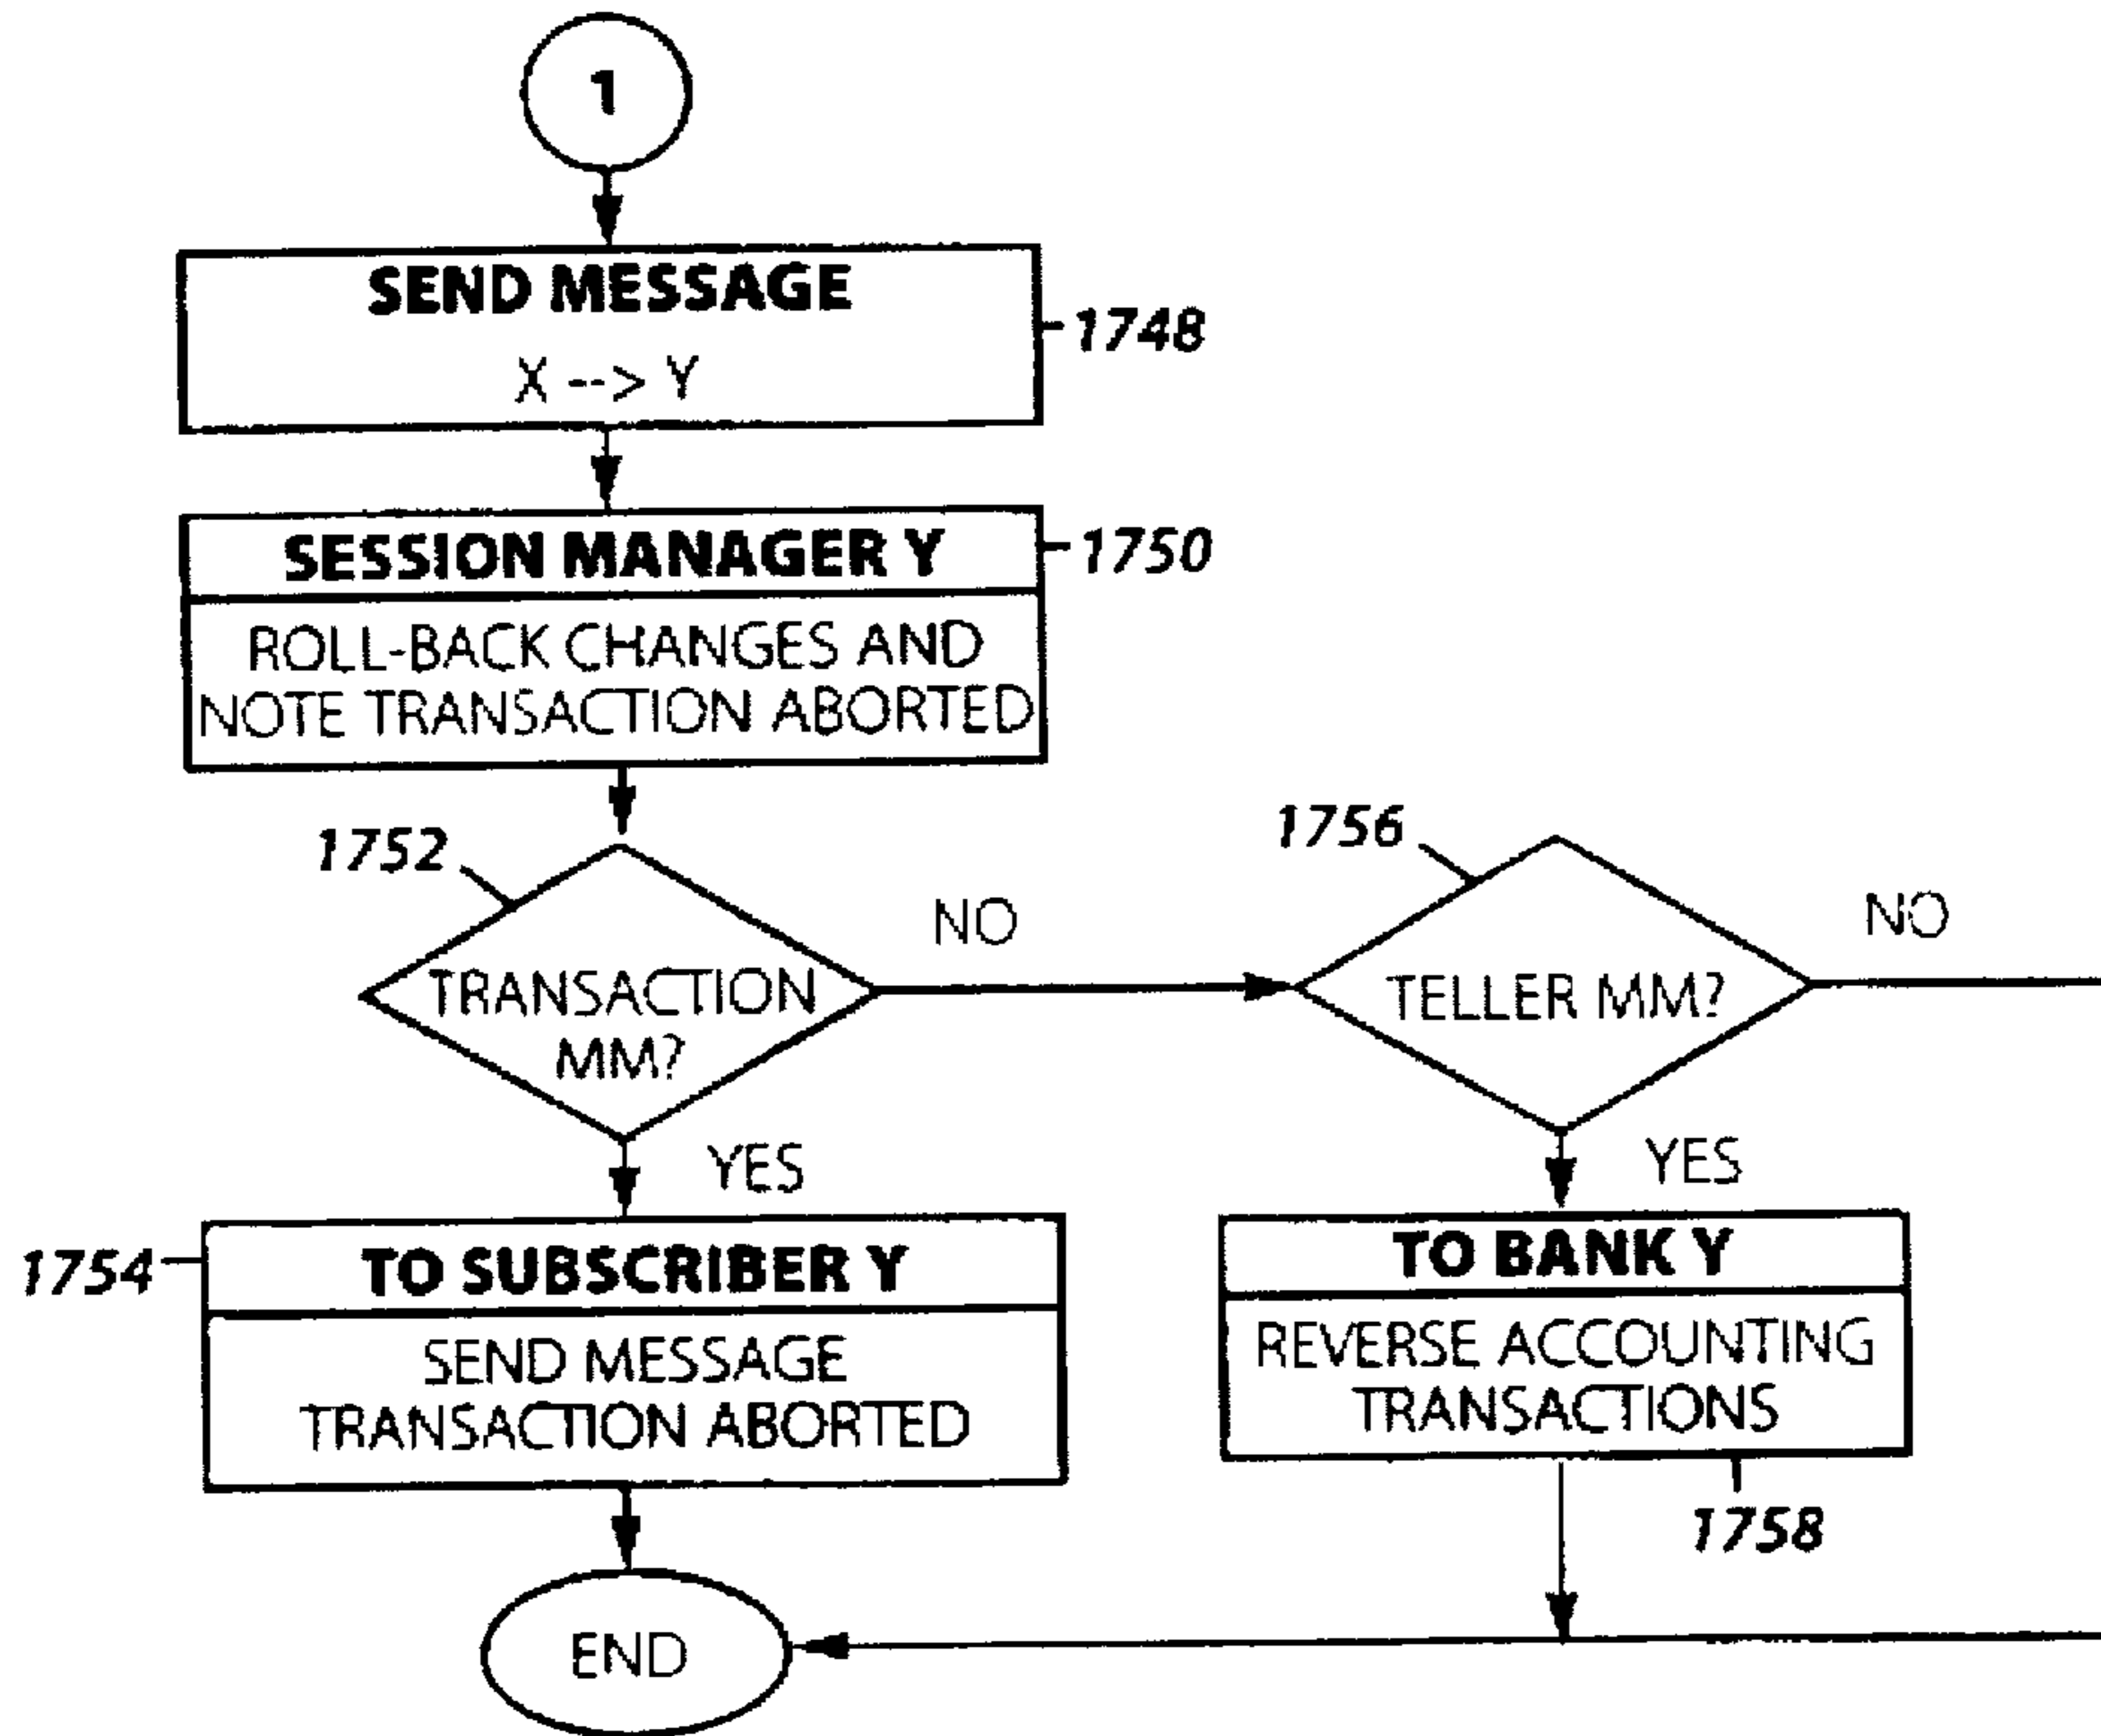 1
SEND MESSAGE
X --> Y
1748
SESSION MANAGER Y
1750
ROLL-BACK CHANGES AND
NOTE TRANSACTION ABORTED
1752
TRANSACTION
MM?
NO
1756
TELLER MM?
NO
YES
YES
1754
TO SUBSCRIBER Y
SEND MESSAGE
TRANSACTION ABORTED
TO BANK Y
REVERSE ACCOUNTING
TRANSACTIONS
1758
END